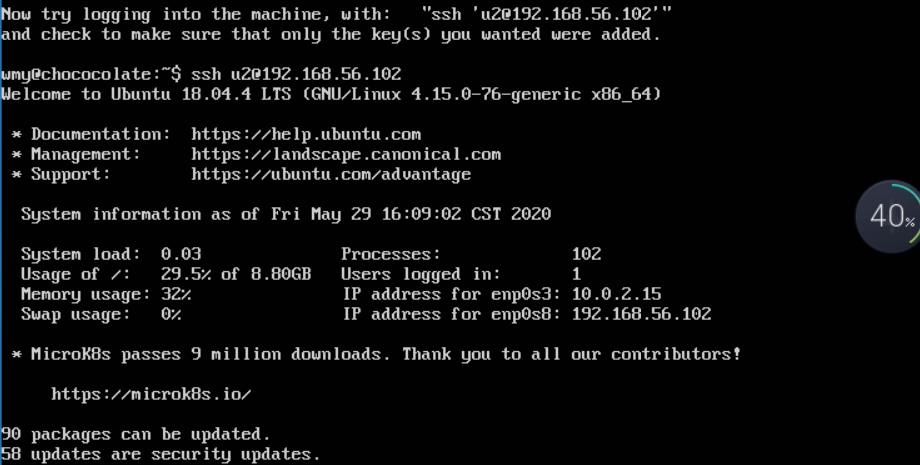 Now try logging into the machine, with:   "ssh 'u2@192.168.56.102'"
and check to make sure that only the key(s) you wanted were added.
wmy@chococolate:~$ ssh u2@192.168.56.102
Welcome to Ubuntu 18.04.4 LTS (GNU/Linux 4.15.0-76-generic x86_64)
* Documentation:  https://help.ubuntu.com
* Management:     https://landscape.canonical.com
* Support:        https://ubuntu.com/advantage
System information as of Fri May 29 16:09:02 CST 2020
System load:  0.03              Processes:             102
Usage of /:   29.5% of 8.80GB   Users logged in:       1
Memory usage: 32%               IP address for enp0s3: 10.0.2.15
Swap usage:   0%                IP address for enp0s8: 192.168.56.102
* MicroK8s passes 9 million downloads. Thank you to all our contributors!
https://microk8s.io/
90 packages can be updated.
58 updates are security updates.
40%